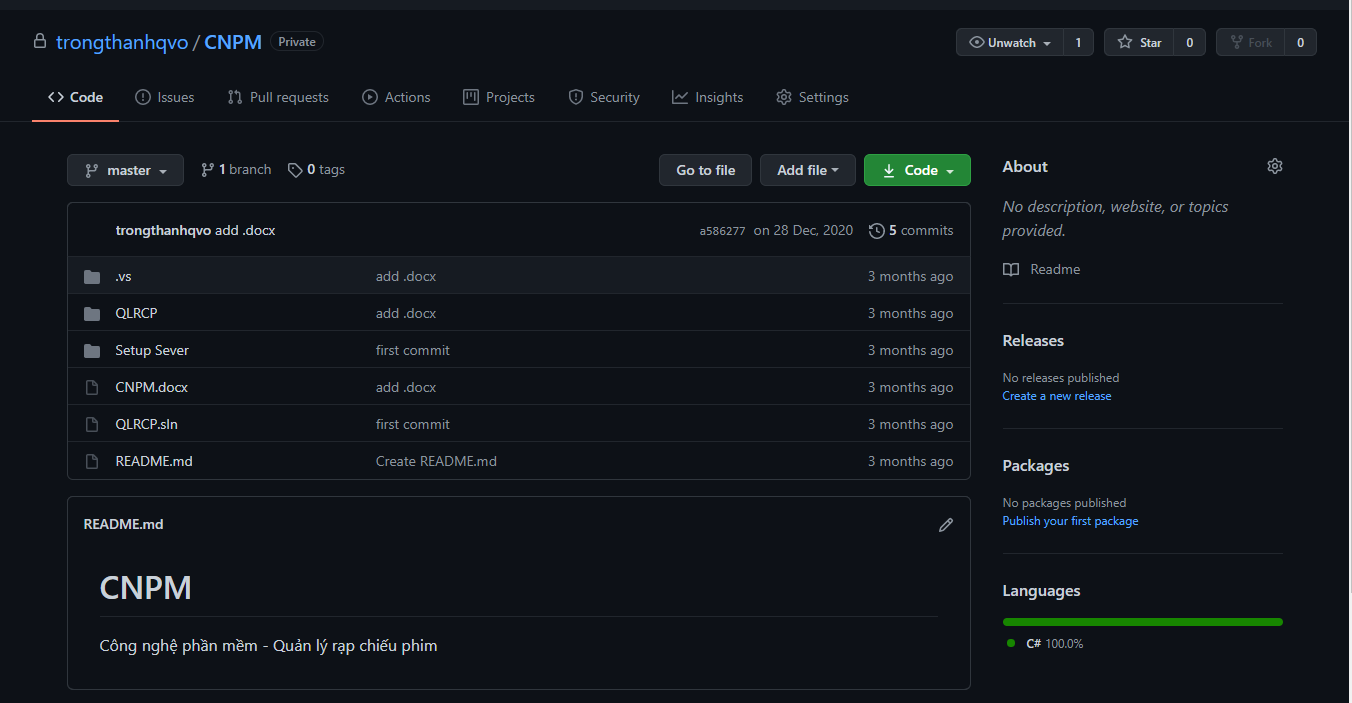 trongthanhqvo / CNPM Private
Unwatch 1 Star 0 Fork 0
Code Issues Pull requests Actions Projects Security Insights Settings
master 1 branch 0 tags Go to file Add file Code
trongthanhqvo add .docx a586277 on 28 Dec, 2020 5 commits
.vs add .docx 3 months ago
QLRCP add .docx 3 months ago
Setup Sever first commit 3 months ago
CNPM.docx add .docx 3 months ago
QLRCP.sln first commit 3 months ago
README.md Create README.md 3 months ago
README.md
CNPM
Công nghệ phần mềm - Quản lý rạp chiếu phim
About
No description, website, or topics
provided.
Readme
Releases
No releases published
Create a new release
Packages
No packages published
Publish your first package
Languages
C# 100.0%